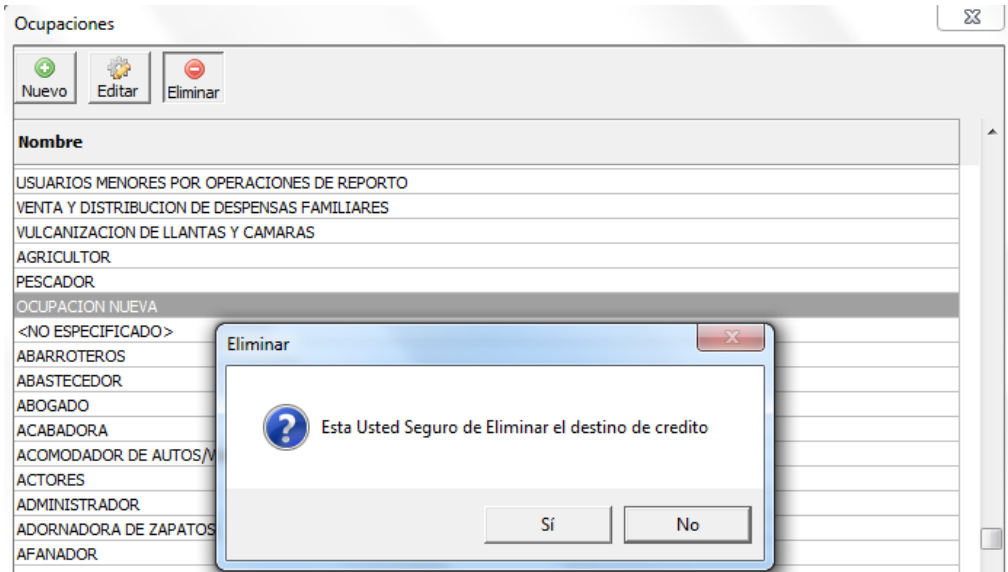 Ocupaciones
Nuevo Editar Eliminar
Nombre
USUARIOS MENORES POR OPERACIONES DE REPORTO
VENTA Y DISTRIBUCION DE DESPENSAS FAMILIARES
VULCANIZACION DE LLANTAS Y CAMARAS
AGRICULTOR
PESCADOR
OCUPACION NUEVA
<NO ESPECIFICADO>
ABARROTEROS
ABASTECEDOR
ABOGADO
ACABADORA
ACOMODADOR DE AUTOS/
ACTORES
ADMINISTRADOR
ADORNADORA DE ZAPATOS
AFANADOR
Eliminar
Esta Usted Seguro de Eliminar el destino de credito
Sí No